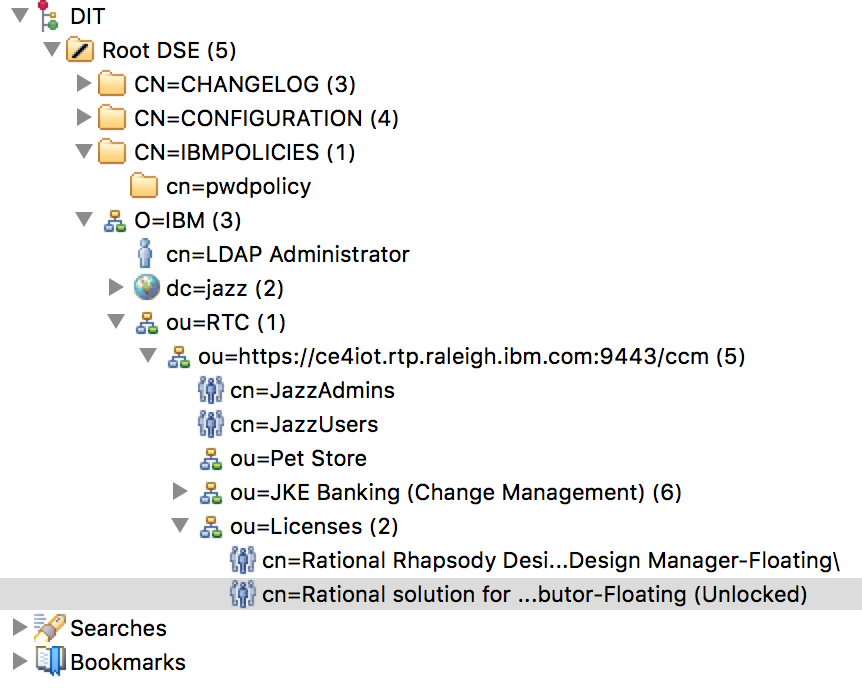 DIT
Root DSE (5)
CN=CHANGELOG (3)
CN=CONFIGURATION (4)
CN=IBMPOLICIES (1)
cn=pwdpolicy
O=IBM (3)
cn=LDAP Administrator
dc=jazz (2)
ou=RTC (1)
ou=https://ce4iot.rtp.raleigh.ibm.com:9443/ccm (5)
cn=JazzAdmins
cn=JazzUsers
ou=Pet Store
ou=JKE Banking (Change Management) (6)
ou=Licenses (2)
cn=Rational Rhapsody Desi...Design Manager-Floating\
cn=Rational solution for ...butor-Floating (Unlocked)
Searches
Bookmarks